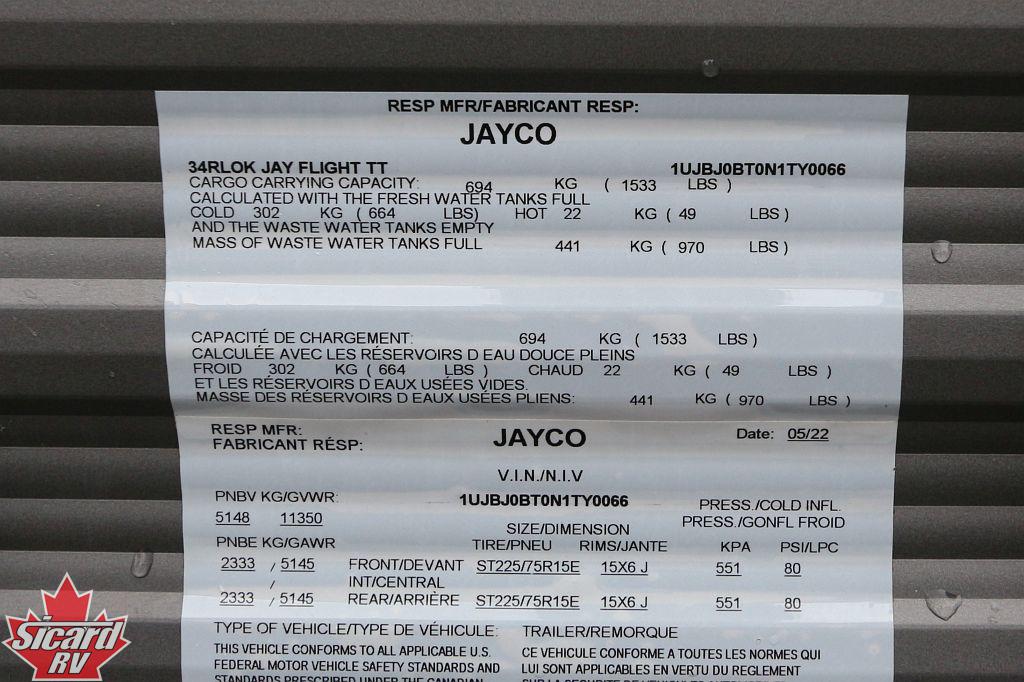 RESP MFR/FABRICANT RESP:
JAYCO
34RLOK JAY FLIGHT TT 1UJBJ0BT0N1TY0066
CARGO CARRYING CAPACITY: 694 KG ( 1533 LBS )
CALCULATED WITH THE FRESH WATER TANKS FULL
COLD 302 KG ( 664 LBS) HOT 22 KG ( 49 LBS )
AND THE WASTE WATER TANKS EMPTY
MASS OF WASTE WATER TANKS FULL 441 KG ( 970 LBS )
CAPACITÉ DE CHARGEMENT: 694 KG ( 1533 LBS )
CALCULÉE AVEC LES RÉSERVOIRS D EAU DOUCE PLEINS
FROID 302 KG ( 664 LBS ) CHAUD 22 KG ( 49 LBS )
ET LES RÉSERVOIRS D EAUX USÉES VIDES.
MASSE DES RÉSERVOIRS D EAUX USÉES PLIENS: 441 KG ( 970 LBS )
RESP MFR: JAYCO Date: 05/22
FABRICANT RÉSP:
V.I.N./N.I.V
PNBV KG/GVWR: 1UJBJ0BT0N1TY0066 PRESS./COLD INFL.
5148 11350 SIZE/DIMENSION PRESS./GONFL FROID
PNBE KG/GAWR TIRE/PNEU RIMS/JANTE KPA PSI/LPC
2333 / 5145 FRONT/DEVANT ST225/75R15E 15X6 J 551 80
/ INT/CENTRAL
2333 / 5145 REAR/ARRIÈRE ST225/75R15E 15X6 J 551 80
TYPE OF VEHICLE/TYPE DE VÉHICULE: TRAILER/REMORQUE
THIS VEHICLE CONFORMS TO ALL APPLICABLE U.S. CE VEHICULE CONFORME A TOUTES LES NORMES QUI
FEDERAL MOTOR VEHICLE SAFETY STANDARDS AND LUI SONT APPLICABLES EN VERTU DU REGLEMENT
STANDARDS PRESCRIBED UNDER THE CANADIAN
Sicard
RV